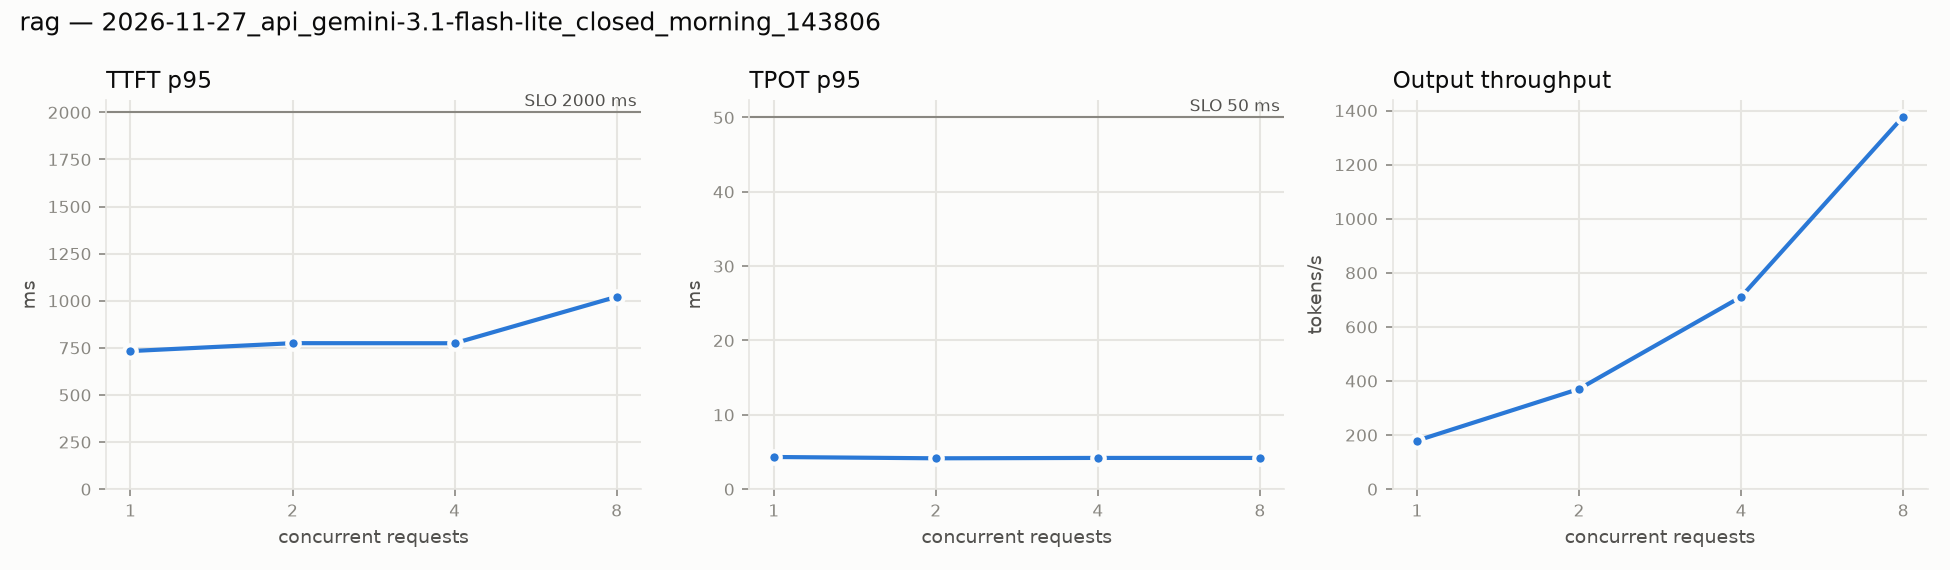 rag — 2026-11-27_api_gemini-3.1-flash-lite_closed_morning_143806
TTFT p95
SLO 2000 ms
2000
1750
1500
1250
1000
750
500
250
0
ms
1 2 4 8
concurrent requests
TPOT p95
SLO 50 ms
50
40
30
20
10
0
ms
1 2 4 8
concurrent requests
Output throughput
1400
1200
1000
800
600
400
200
0
tokens/s
1 2 4 8
concurrent requests